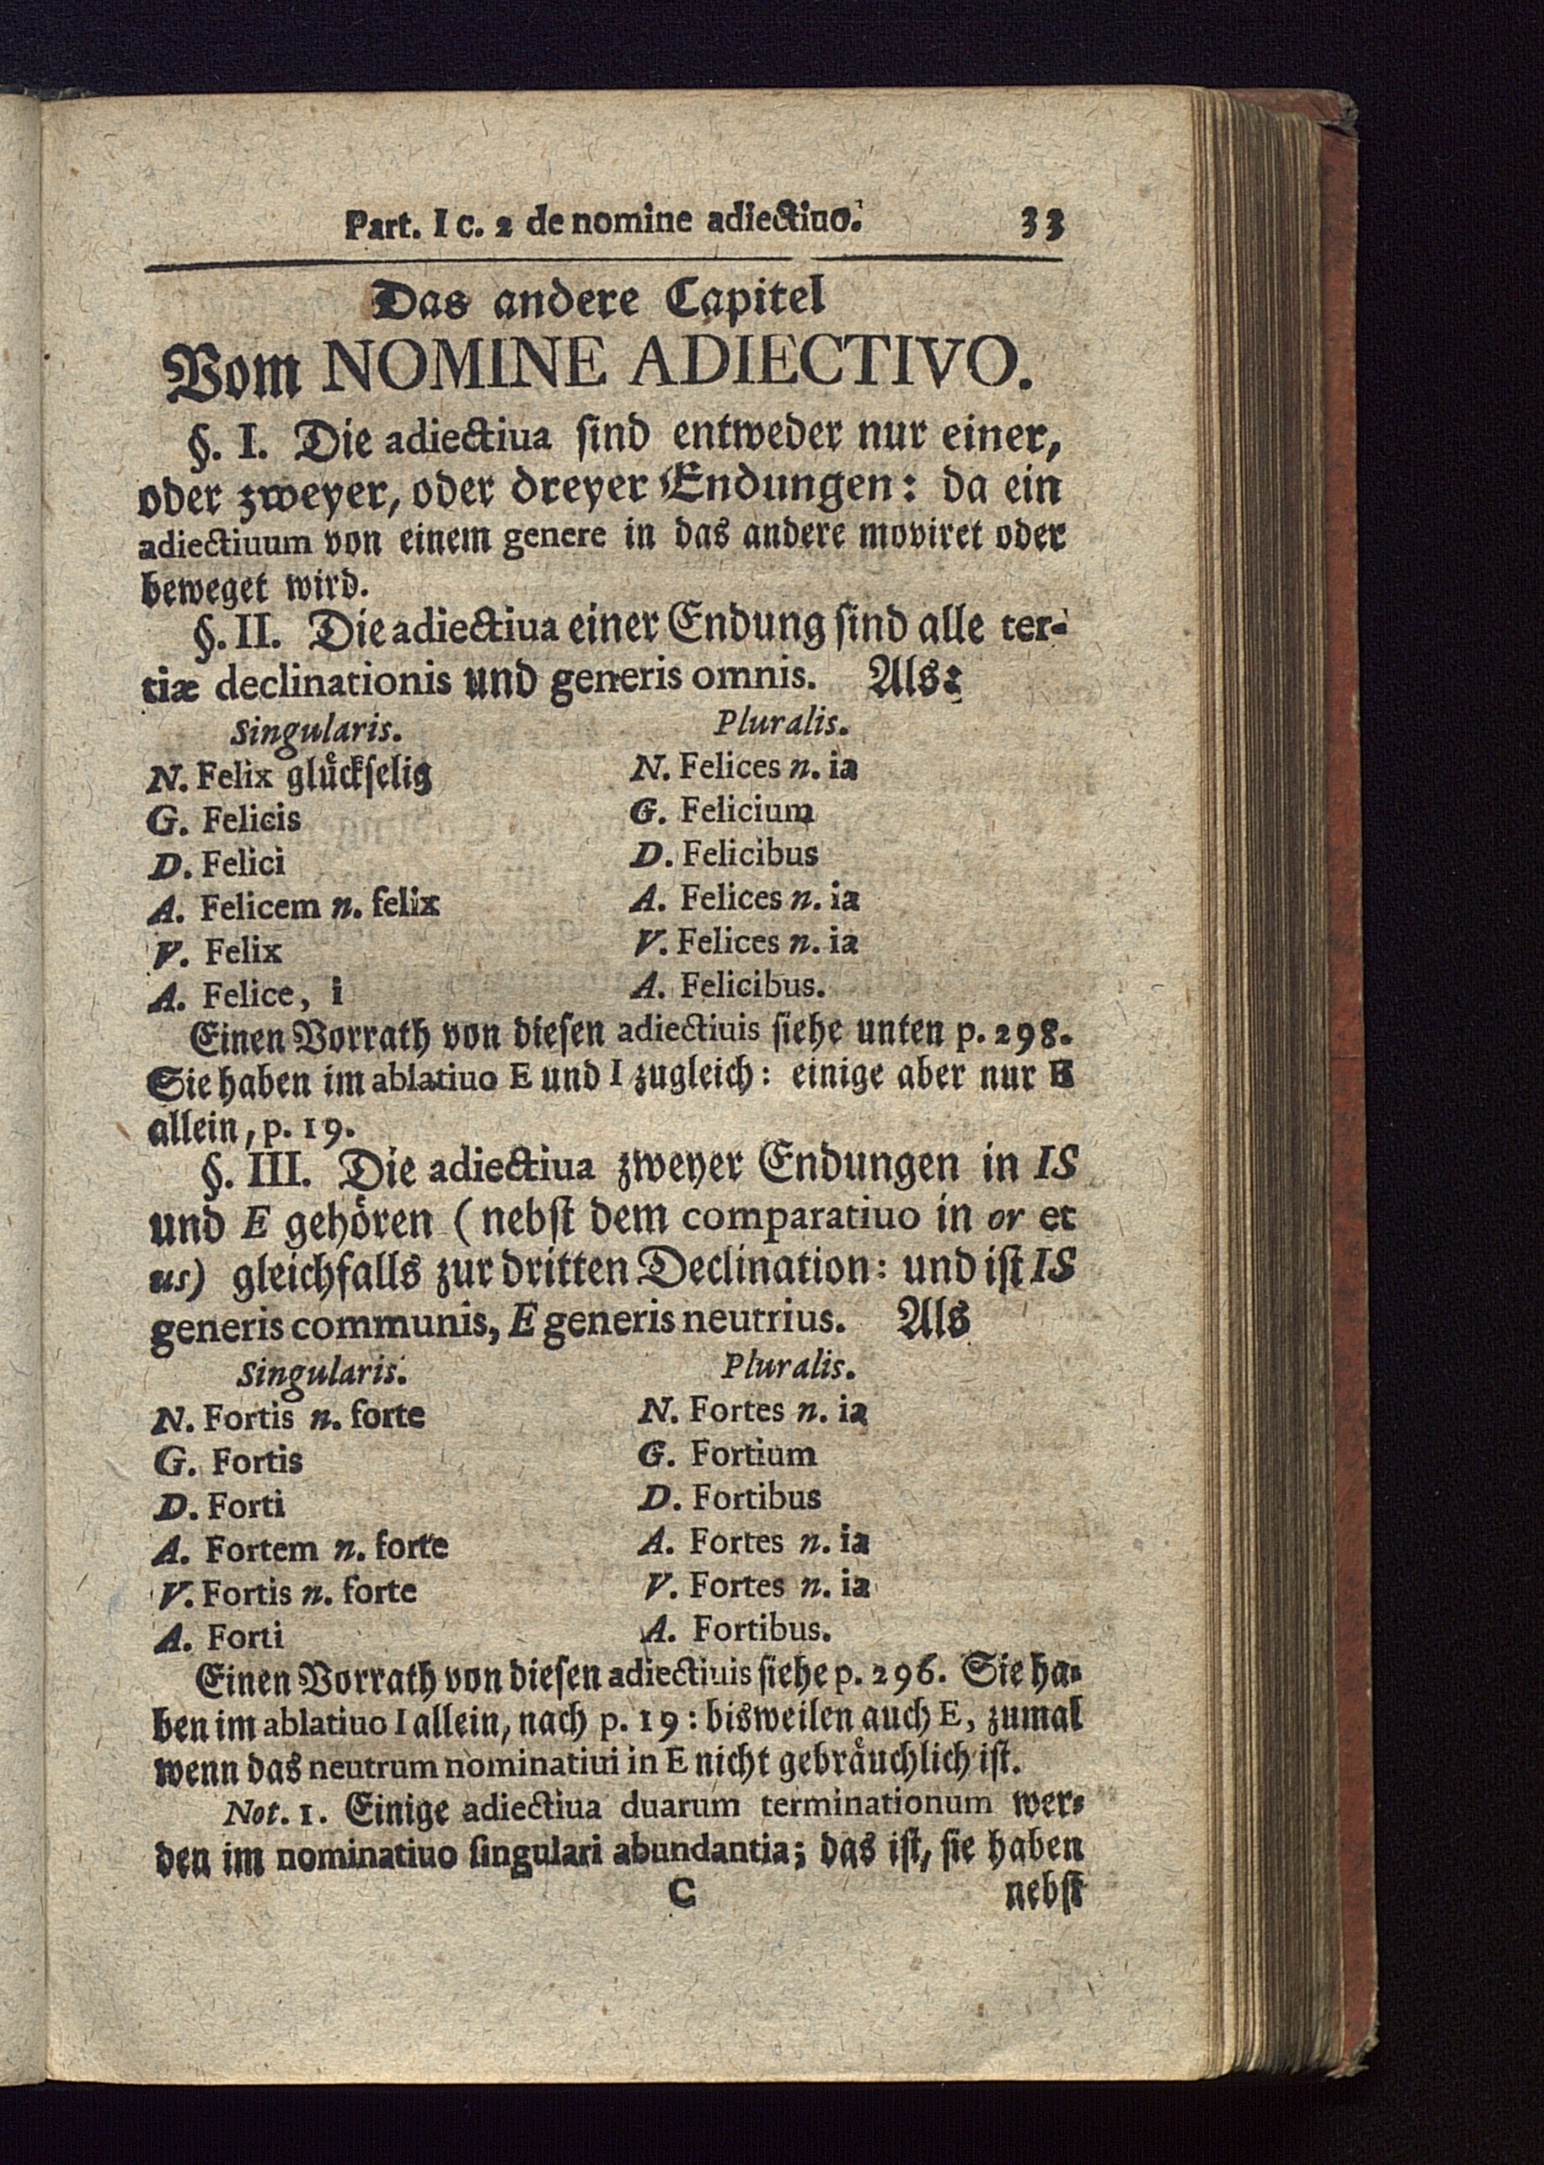 Part. I c. 2 de nomine adiectiuo. 33
Das andere Capitel
Vom NOMINE ADIECTIVO.
§. I. Die adiectiua sind entweder nur einer,
oder zweyer, oder dreyer Endungen: da ein
adiectiuum von einem genere in das andere moviret oder
beweget wird.
§. II. Die adiectiua einer Endung sind alle ter-
tiæ declinationis und generis omnis. Als:
Singularis. Pluralis.
N. Felix glückselig N. Felices n. ia
G. Felicis G. Felicium
D. Felici D. Felicibus
A. Felicem n. felix A. Felices n. ia
V. Felix V. Felices n. ia
A. Felice, i A. Felicibus.
Einen Vorrath von diesen adiectiuis siehe unten p. 298.
Sie haben im ablatiuo E und I zugleich: einige aber nur E
allein, p. 19.
§. III. Die adiectiua zweyer Endungen in IS
und E gehören (nebst dem comparatiuo in or et
us) gleichfalls zur dritten Declination: und ist IS
generis communis, E generis neutrius. Als
Singularis. Pluralis.
N. Fortis n. forte N. Fortes n. ia
G. Fortis G. Fortium
D. Forti D. Fortibus
A. Fortem n. forte A. Fortes n. ia
V. Fortis n. forte V. Fortes n. ia
A. Forti A. Fortibus.
Einen Vorrath von diesen adiectiuis siehe p. 296. Sie ha-
ben im ablatiuo I allein, nach p. 19: bisweilen auch E, zumal
wenn das neutrum nominatiui in E nicht gebräuchlich ist.
Not. 1. Einige adiectiua duarum terminationum wer-
den im nominatiuo singulari abundantia; das ist, sie haben
C nebst